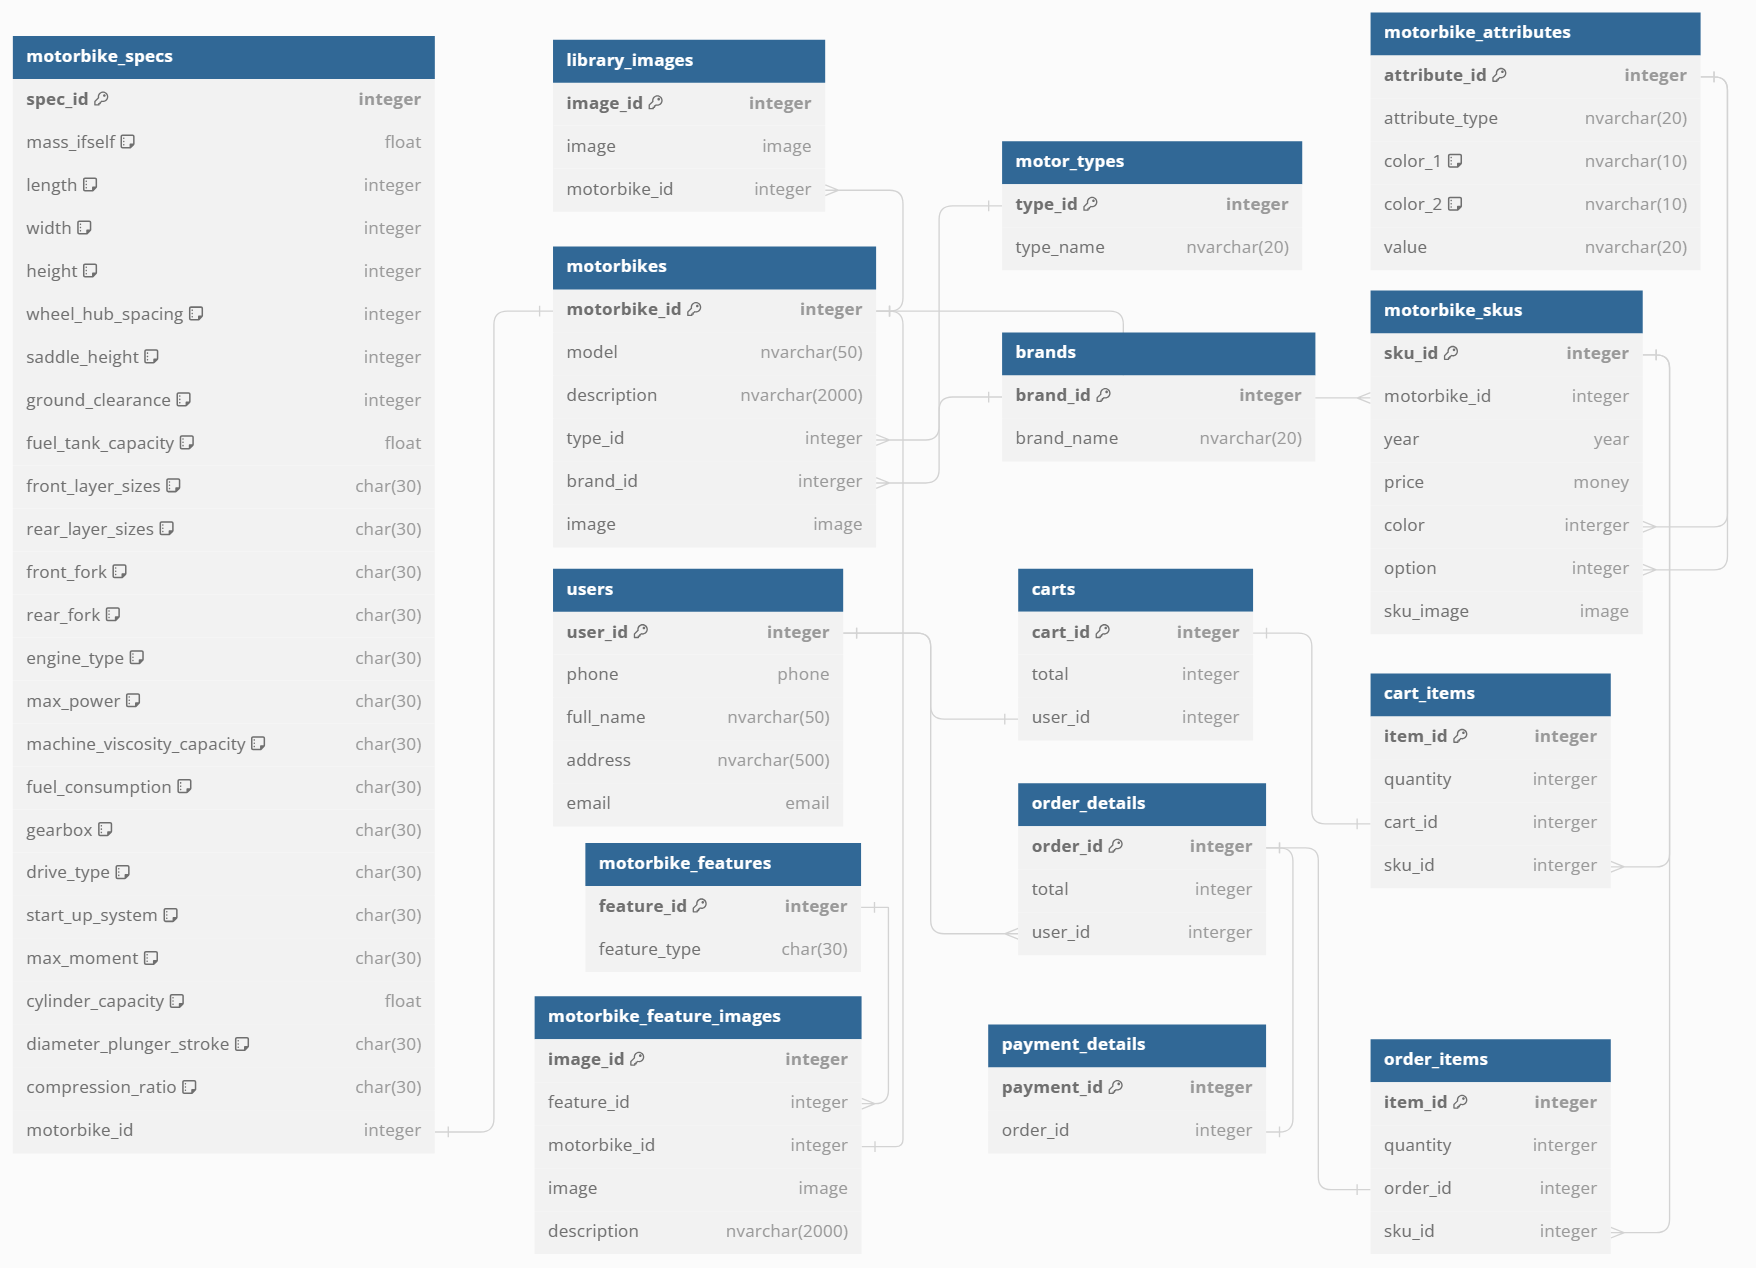 motorbike_specs
spec_id integer
mass_ifself float
length integer
width integer
height integer
wheel_hub_spacing integer
saddle_height integer
ground_clearance integer
fuel_tank_capacity float
front_layer_sizes char(30)
rear_layer_sizes char(30)
front_fork char(30)
rear_fork char(30)
engine_type char(30)
max_power char(30)
machine_viscosity_capacity char(30)
fuel_consumption char(30)
gearbox char(30)
drive_type char(30)
start_up_system char(30)
max_moment char(30)
cylinder_capacity float
diameter_plunger_stroke char(30)
compression_ratio char(30)
motorbike_id integer
library_images
image_id integer
image image
motorbike_id integer
motorbikes
motorbike_id integer
model nvarchar(50)
description nvarchar(2000)
type_id integer
brand_id interger
image image
users
user_id integer
phone phone
full_name nvarchar(50)
address nvarchar(500)
email email
motorbike_features
feature_id integer
feature_type char(30)
motorbike_feature_images
image_id integer
feature_id integer
motorbike_id integer
image image
description nvarchar(2000)
motor_types
type_id integer
type_name nvarchar(20)
brands
brand_id integer
brand_name nvarchar(20)
carts
cart_id integer
total integer
user_id integer
order_details
order_id integer
total integer
user_id interger
payment_details
payment_id integer
order_id integer
motorbike_attributes
attribute_id integer
attribute_type nvarchar(20)
color_1 nvarchar(10)
color_2 nvarchar(10)
value nvarchar(20)
motorbike_skus
sku_id integer
motorbike_id integer
year year
price money
color interger
option integer
sku_image image
cart_items
item_id integer
quantity interger
cart_id interger
sku_id interger
order_items
item_id integer
quantity interger
order_id integer
sku_id integer